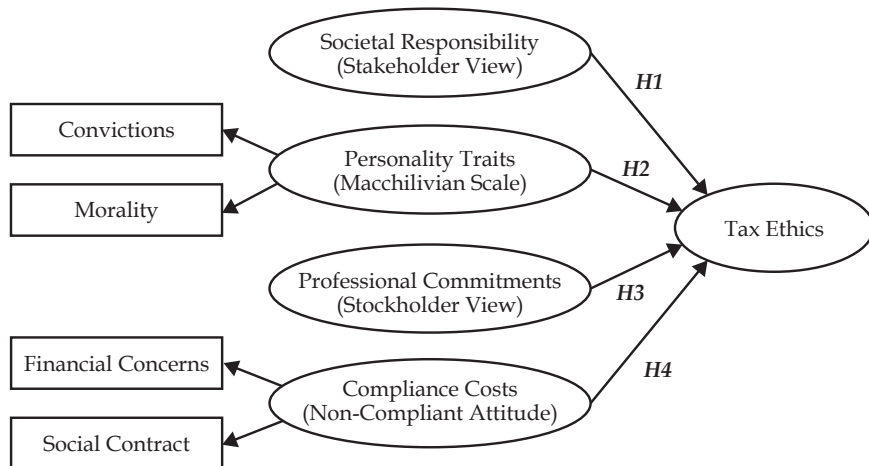 Societal Responsibility
(Stakeholder View)
H1
Convictions
Personality Traits
(Macchilivian Scale)
H2
Morality
Tax Ethics
Professional Commitments
(Stockholder View)
H3
Financial Concerns
Compliance Costs
(Non-Compliant Attitude)
H4
Social Contract